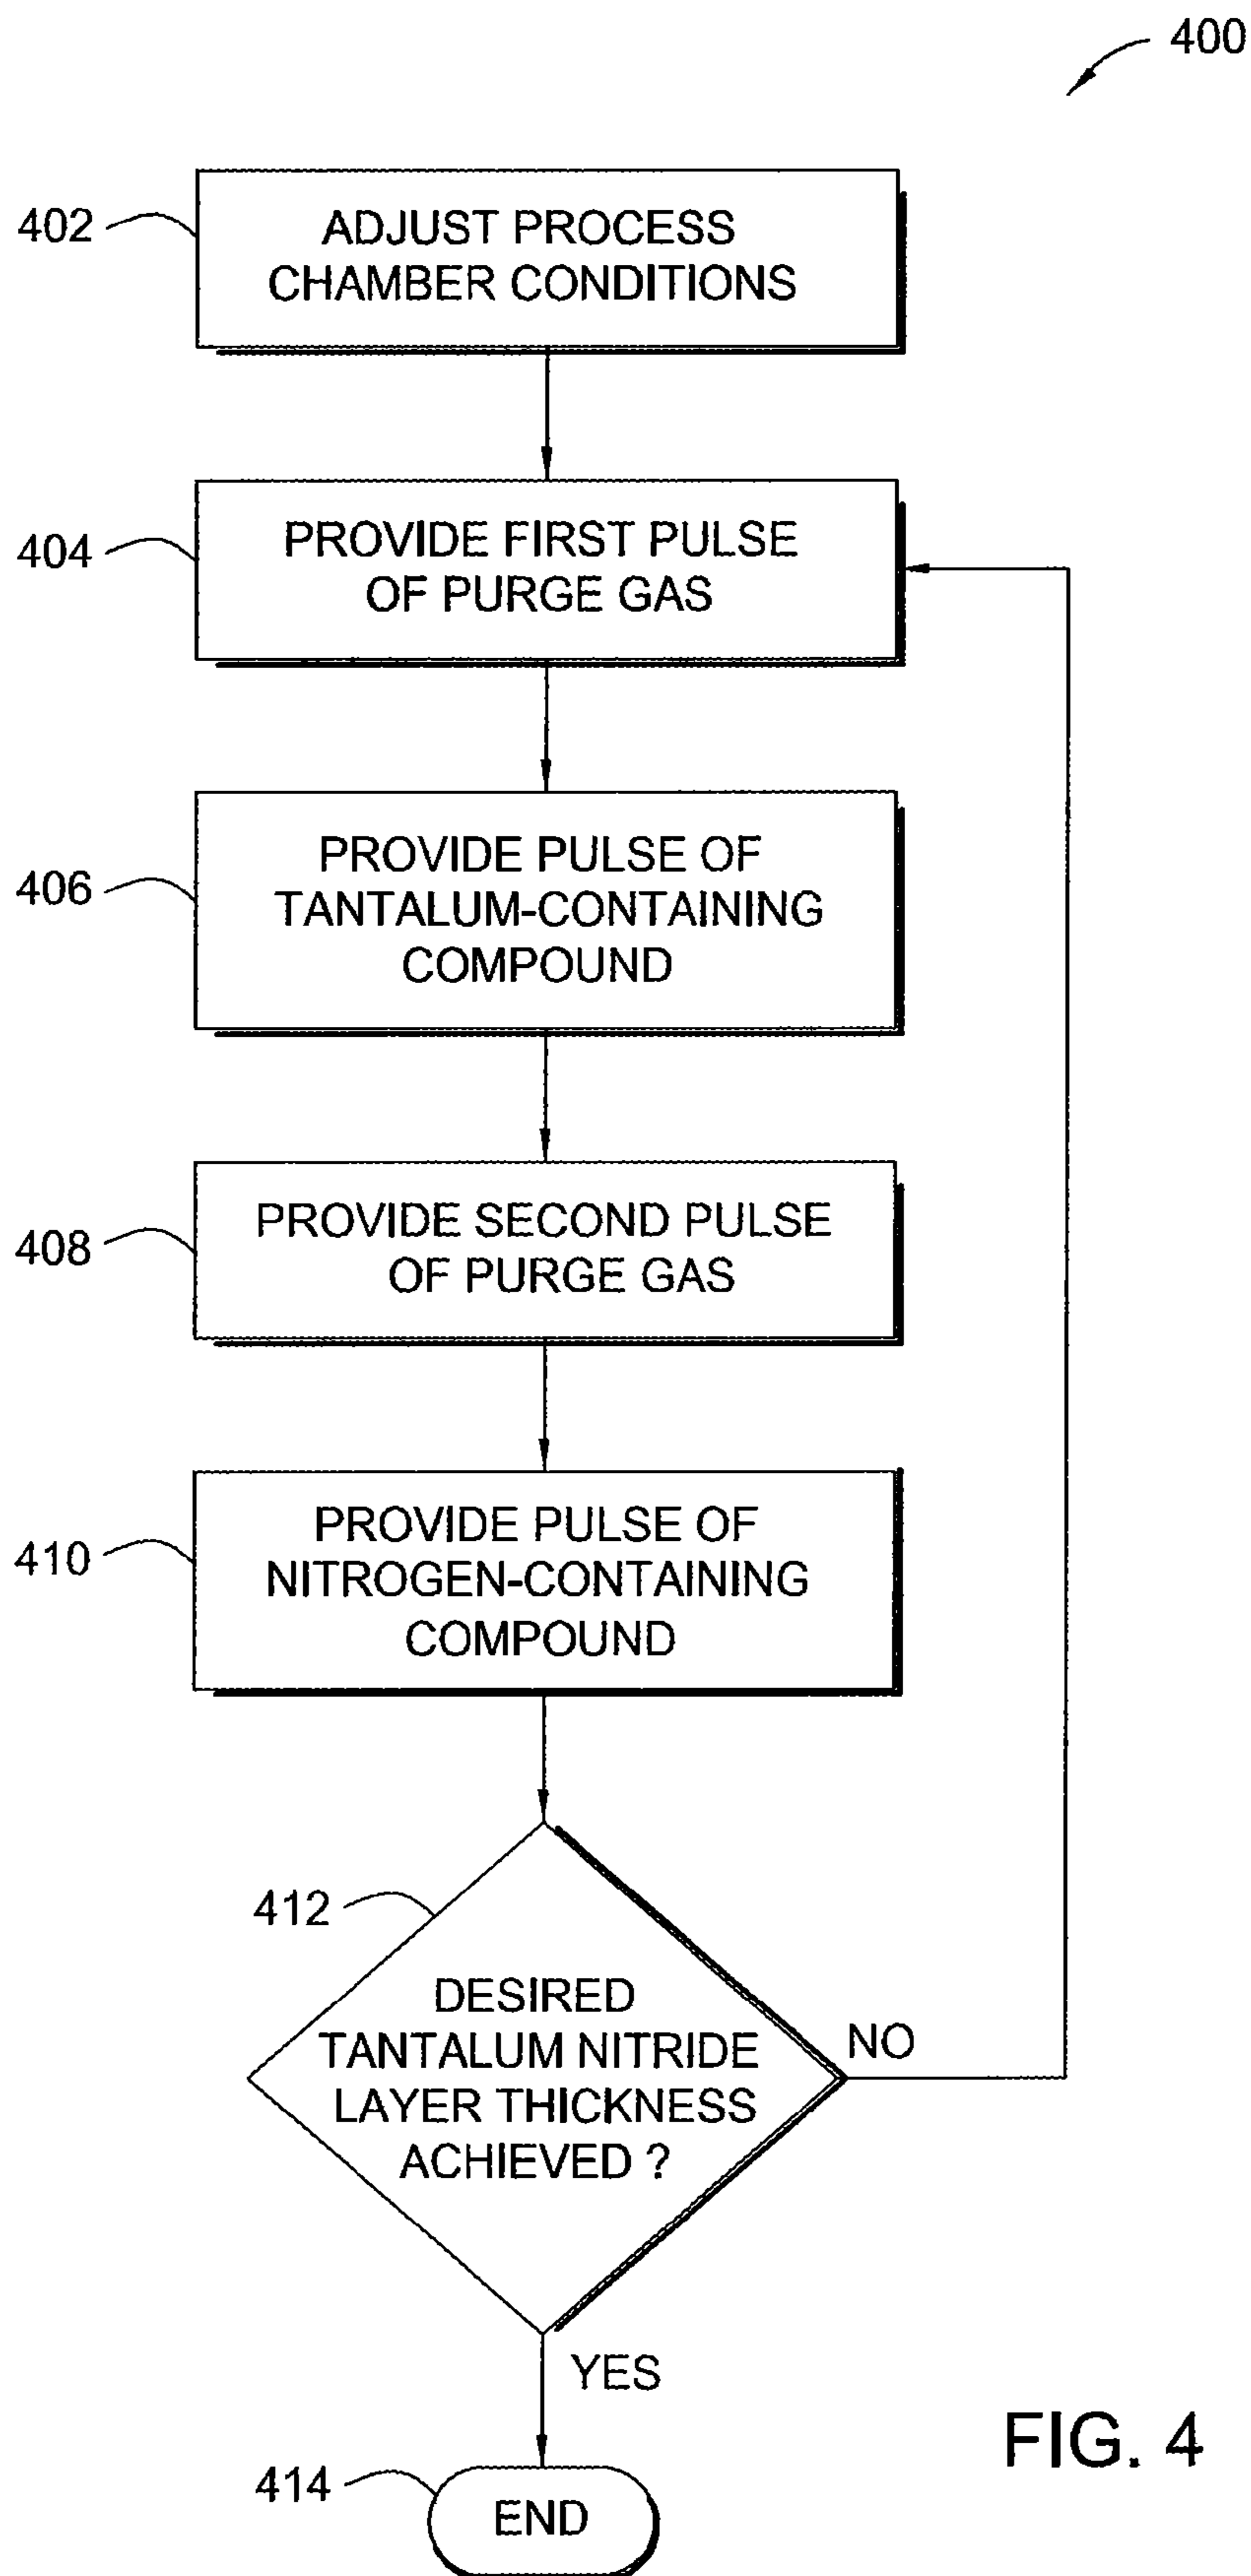 400
402
ADJUST PROCESS
CHAMBER CONDITIONS
404
PROVIDE FIRST PULSE
OF PURGE GAS
406
PROVIDE PULSE OF
TANTALUM-CONTAINING
COMPOUND
408
PROVIDE SECOND PULSE
OF PURGE GAS
410
PROVIDE PULSE OF
NITROGEN-CONTAINING
COMPOUND
412
DESIRED
TANTALUM NITRIDE
LAYER THICKNESS
ACHIEVED ?
NO
YES
FIG. 4
414
END